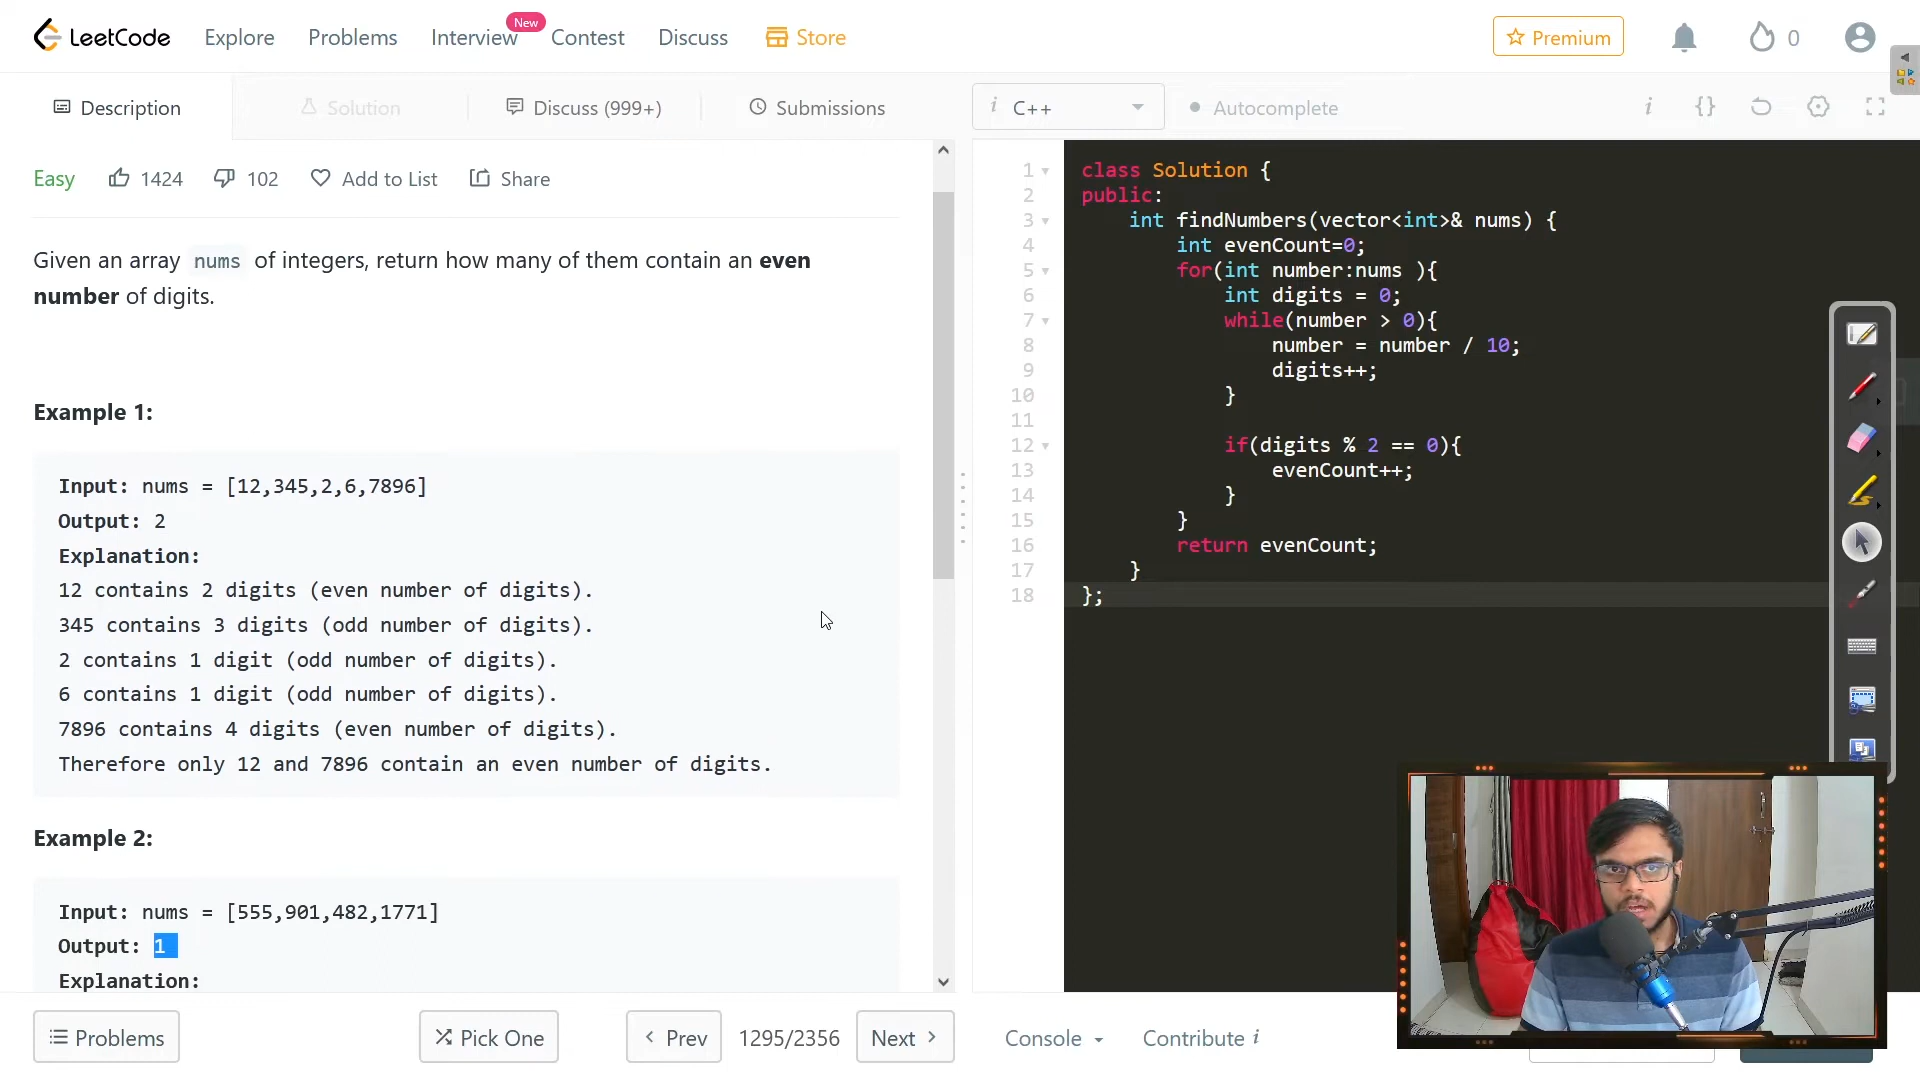 LeetCode Explore Problems Interview New Contest Discuss Store Premium 0
Description Solution Discuss (999+) Submissions
Easy 1424 102 Add to List Share
Given an array nums of integers, return how many of them contain an even
number of digits.
Example 1:
Input: nums = [12,345,2,6,7896]
Output: 2
Explanation:
12 contains 2 digits (even number of digits).
345 contains 3 digits (odd number of digits).
2 contains 1 digit (odd number of digits).
6 contains 1 digit (odd number of digits).
7896 contains 4 digits (even number of digits).
Therefore only 12 and 7896 contain an even number of digits.
Example 2:
Input: nums = [555,901,482,1771]
Output: 1
Explanation:
Problems Pick One < Prev 1295/2356 Next >
i C++ Autocomplete i {}
1 class Solution {
2 public:
3     int findNumbers(vector<int>& nums) {
4         int evenCount=0;
5         for(int number:nums ){
6             int digits = 0;
7             while(number > 0){
8                 number = number / 10;
9                 digits++;
10             }
11
12             if(digits % 2 == 0){
13                 evenCount++;
14             }
15         }
16         return evenCount;
17     }
18 };
Console Contribute i